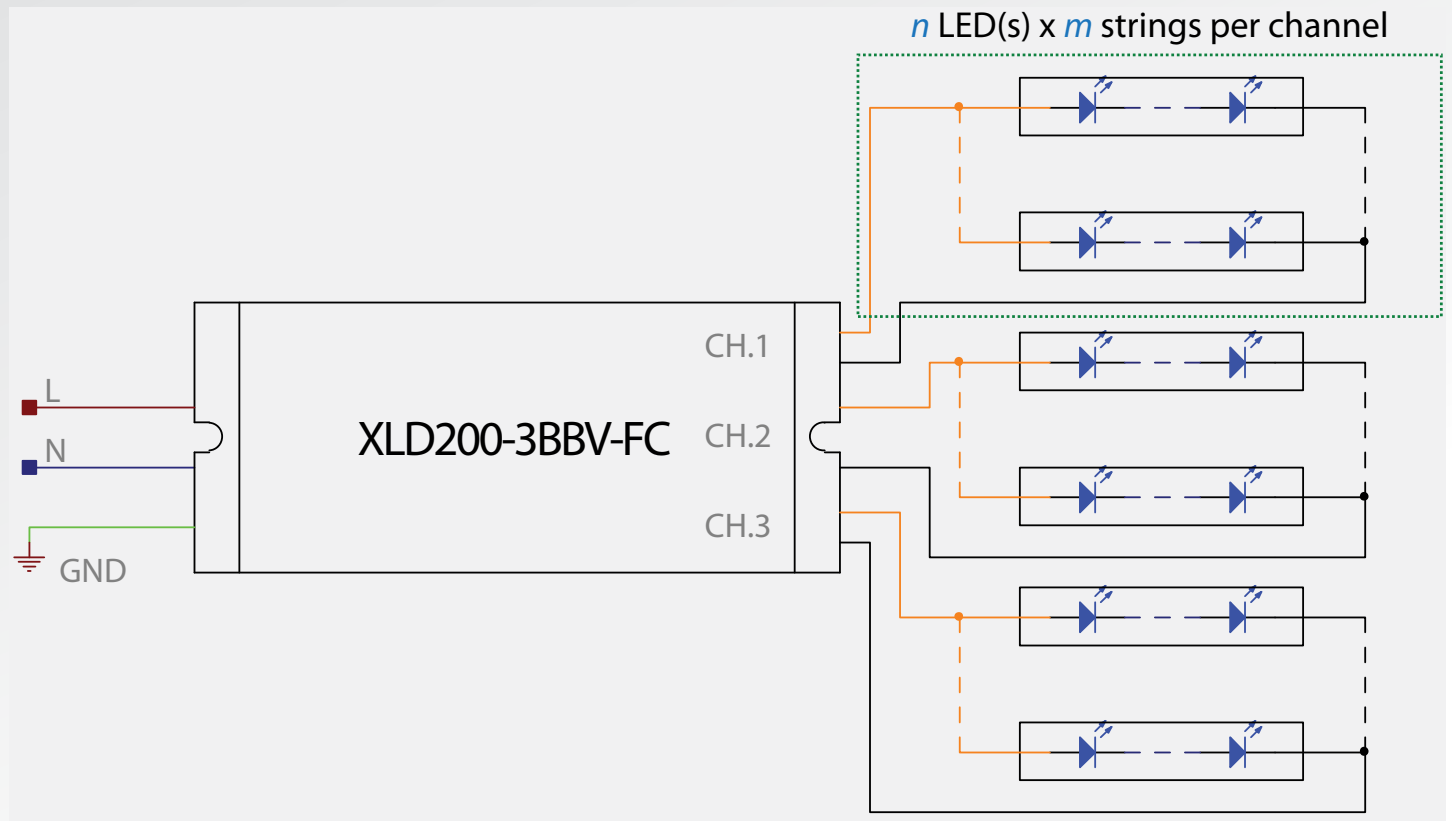 n LED(s) x m strings per channel
CH.1
L
XLD200-3BBV-FC
CH.2
N
CH.3
GND